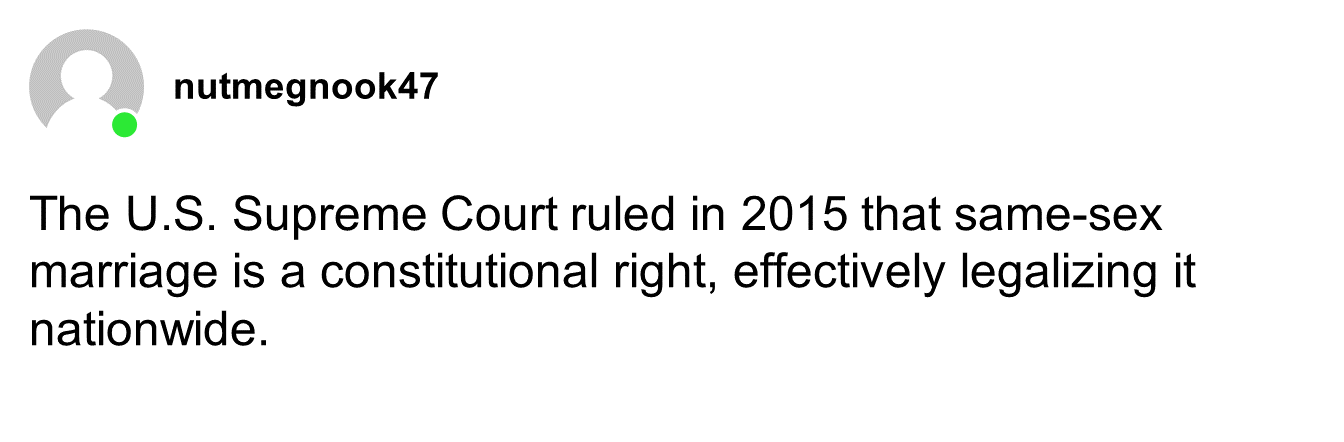 nutmegnook47
The U.S. Supreme Court ruled in 2015 that same-sex
marriage is a constitutional right, effectively legalizing it
nationwide.